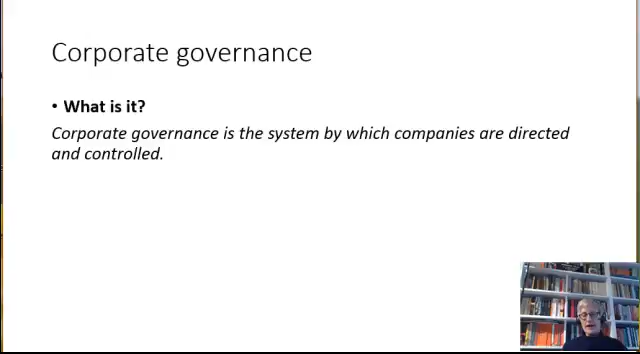 Corporate governance
• What is it?
Corporate governance is the system by which companies are directed
and controlled.